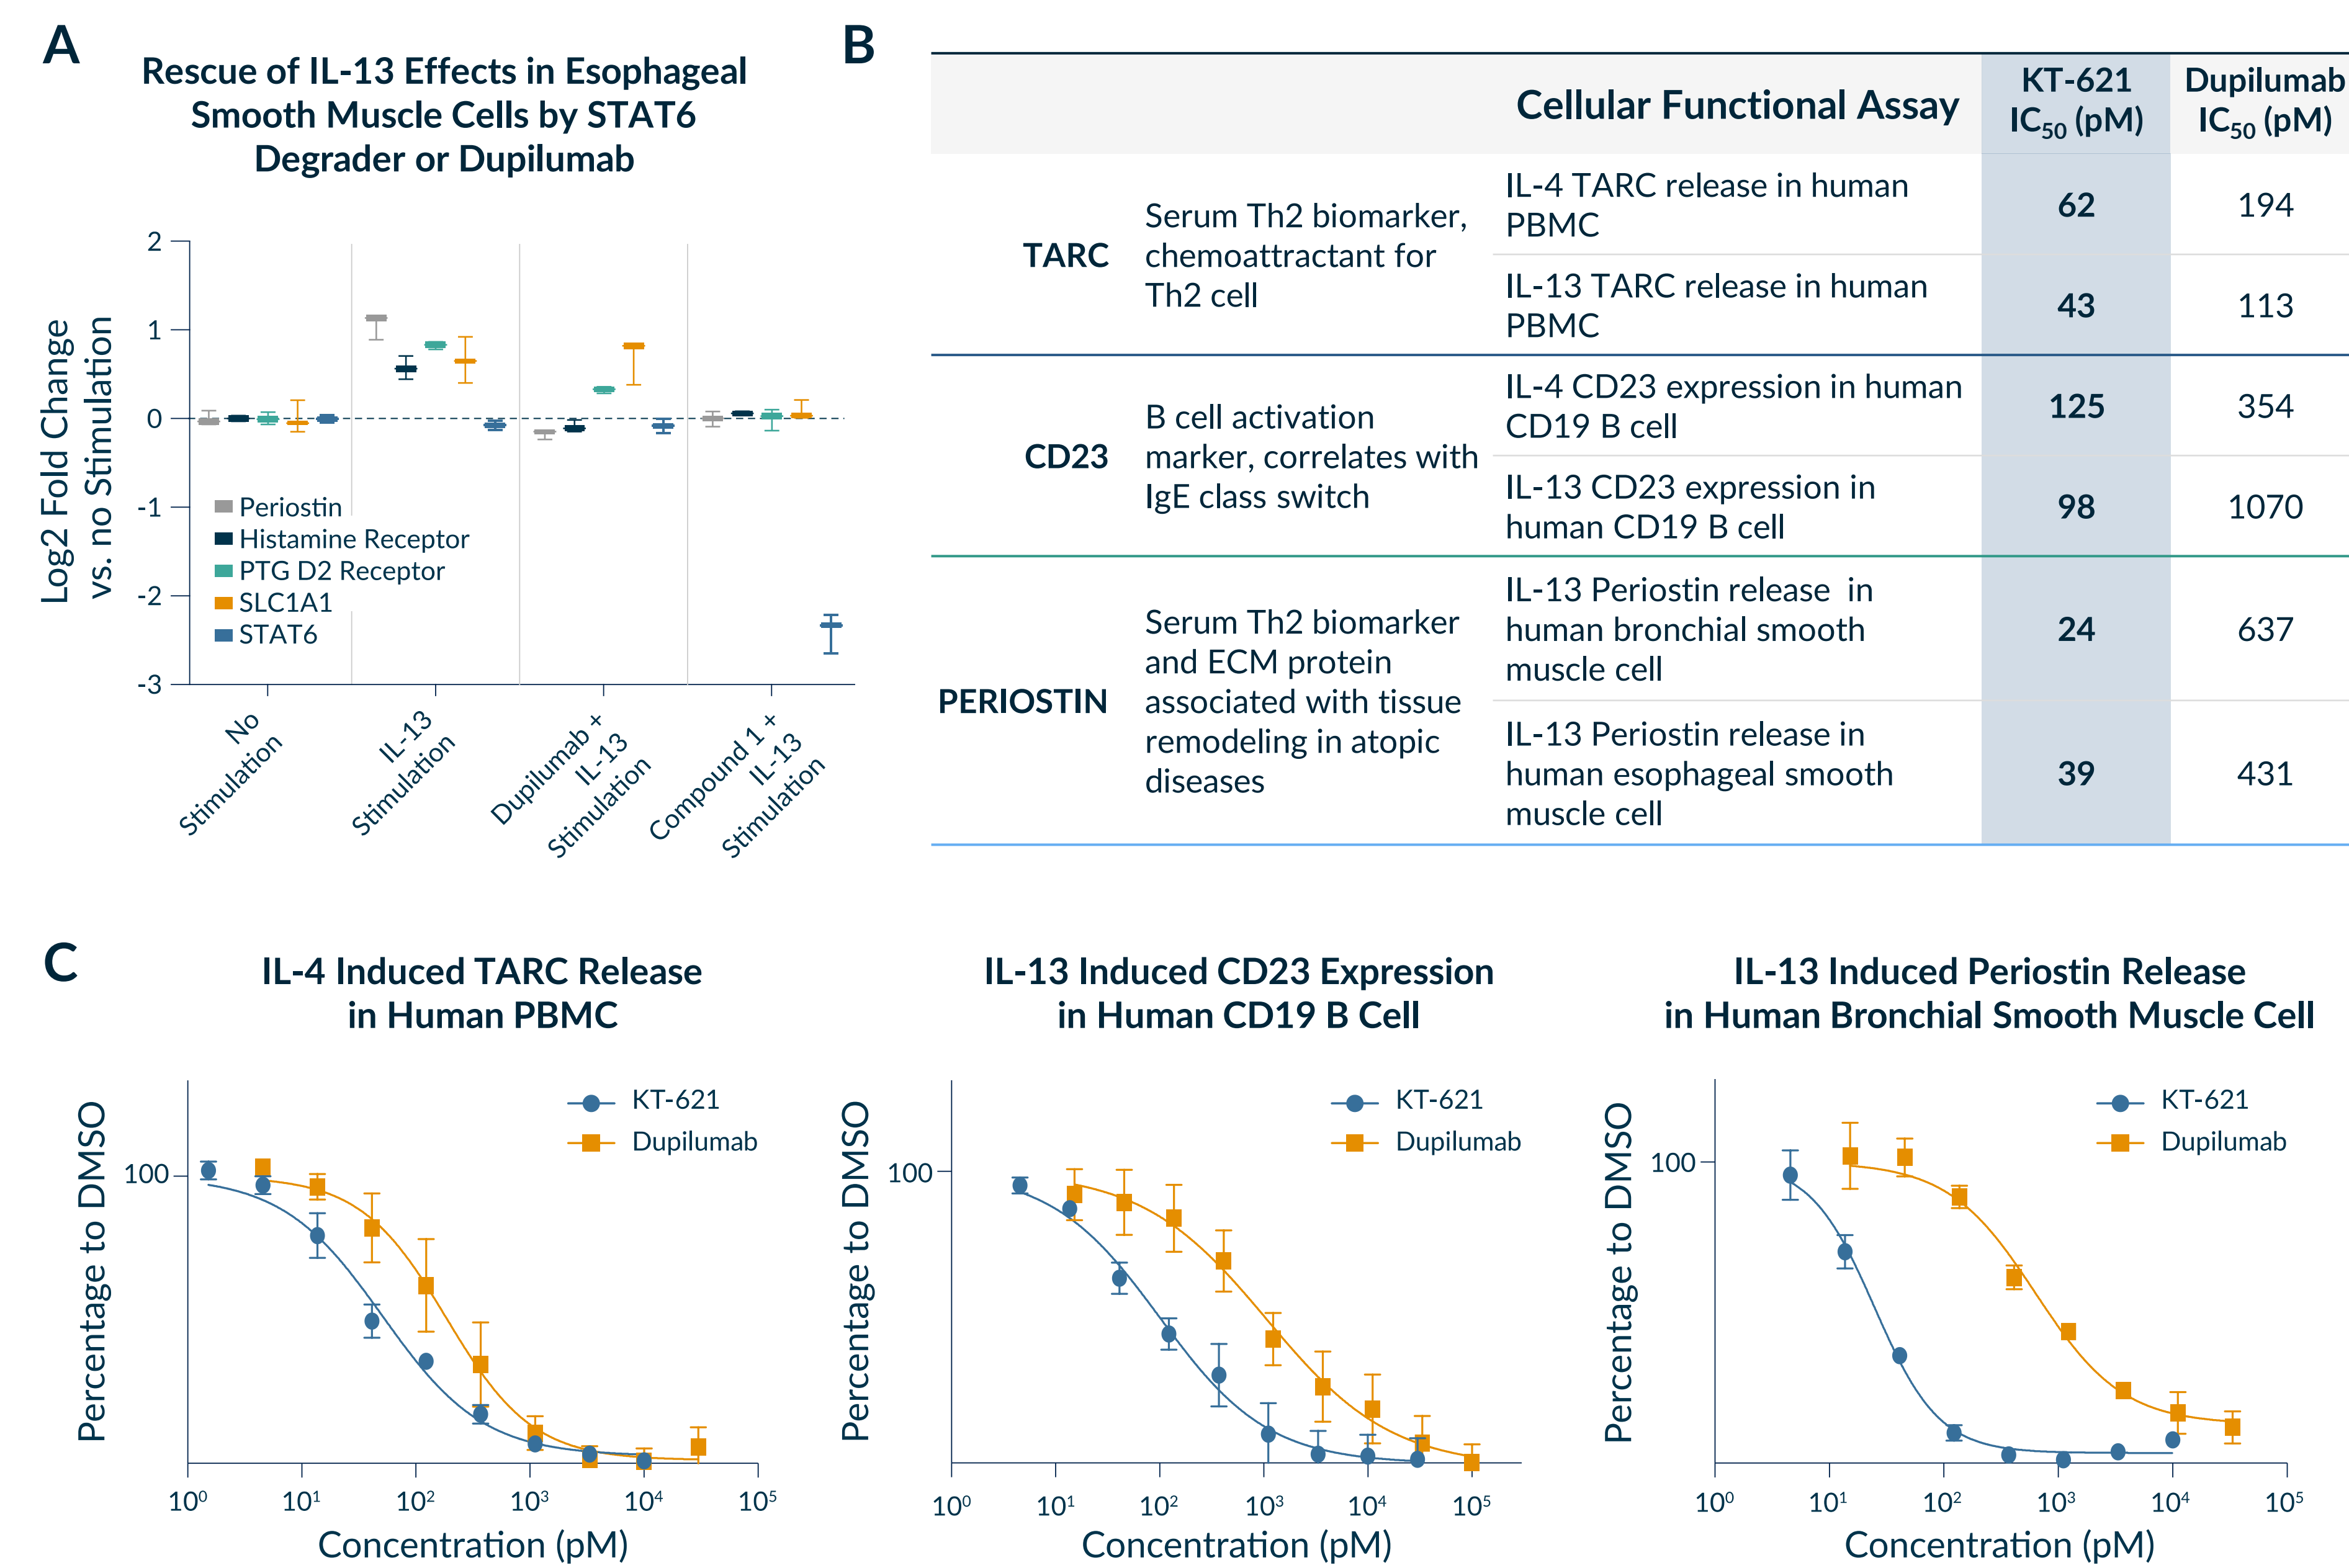 A
Rescue of IL-13 Effects in Esophageal
Smooth Muscle Cells by STAT6
Degrader or Dupilumab
Log2 Fold Change
vs. no Stimulation
2
1
0
-1
-2
-3
Periostin
Histamine Receptor
PTG D2 Receptor
SLC1A1
STAT6
No
Stimulation
IL-13
Stimulation
Dupilumab +
IL-13
Stimulation
Compound 1 +
IL-13
Stimulation
B
Cellular Functional Assay
KT-621
IC50 (pM)
Dupilumab
IC50 (pM)
TARC
Serum Th2 biomarker,
chemoattractant for
Th2 cell
IL-4 TARC release in human
PBMC
62
194
IL-13 TARC release in human
PBMC
43
113
CD23
B cell activation
marker, correlates with
IgE class switch
IL-4 CD23 expression in human
CD19 B cell
125
354
IL-13 CD23 expression in
human CD19 B cell
98
1070
PERIOSTIN
Serum Th2 biomarker
and ECM protein
associated with tissue
remodeling in atopic
diseases
IL-13 Periostin release in
human bronchial smooth
muscle cell
24
637
IL-13 Periostin release in
human esophageal smooth
muscle cell
39
431
C
IL-4 Induced TARC Release
in Human PBMC
Percentage to DMSO
100
KT-621
Dupilumab
10⁰ 10¹ 10² 10³ 10⁴ 10⁵
Concentration (pM)
IL-13 Induced CD23 Expression
in Human CD19 B Cell
Percentage to DMSO
100
KT-621
Dupilumab
10⁰ 10¹ 10² 10³ 10⁴ 10⁵
Concentration (pM)
IL-13 Induced Periostin Release
in Human Bronchial Smooth Muscle Cell
Percentage to DMSO
100
KT-621
Dupilumab
10⁰ 10¹ 10² 10³ 10⁴ 10⁵
Concentration (pM)